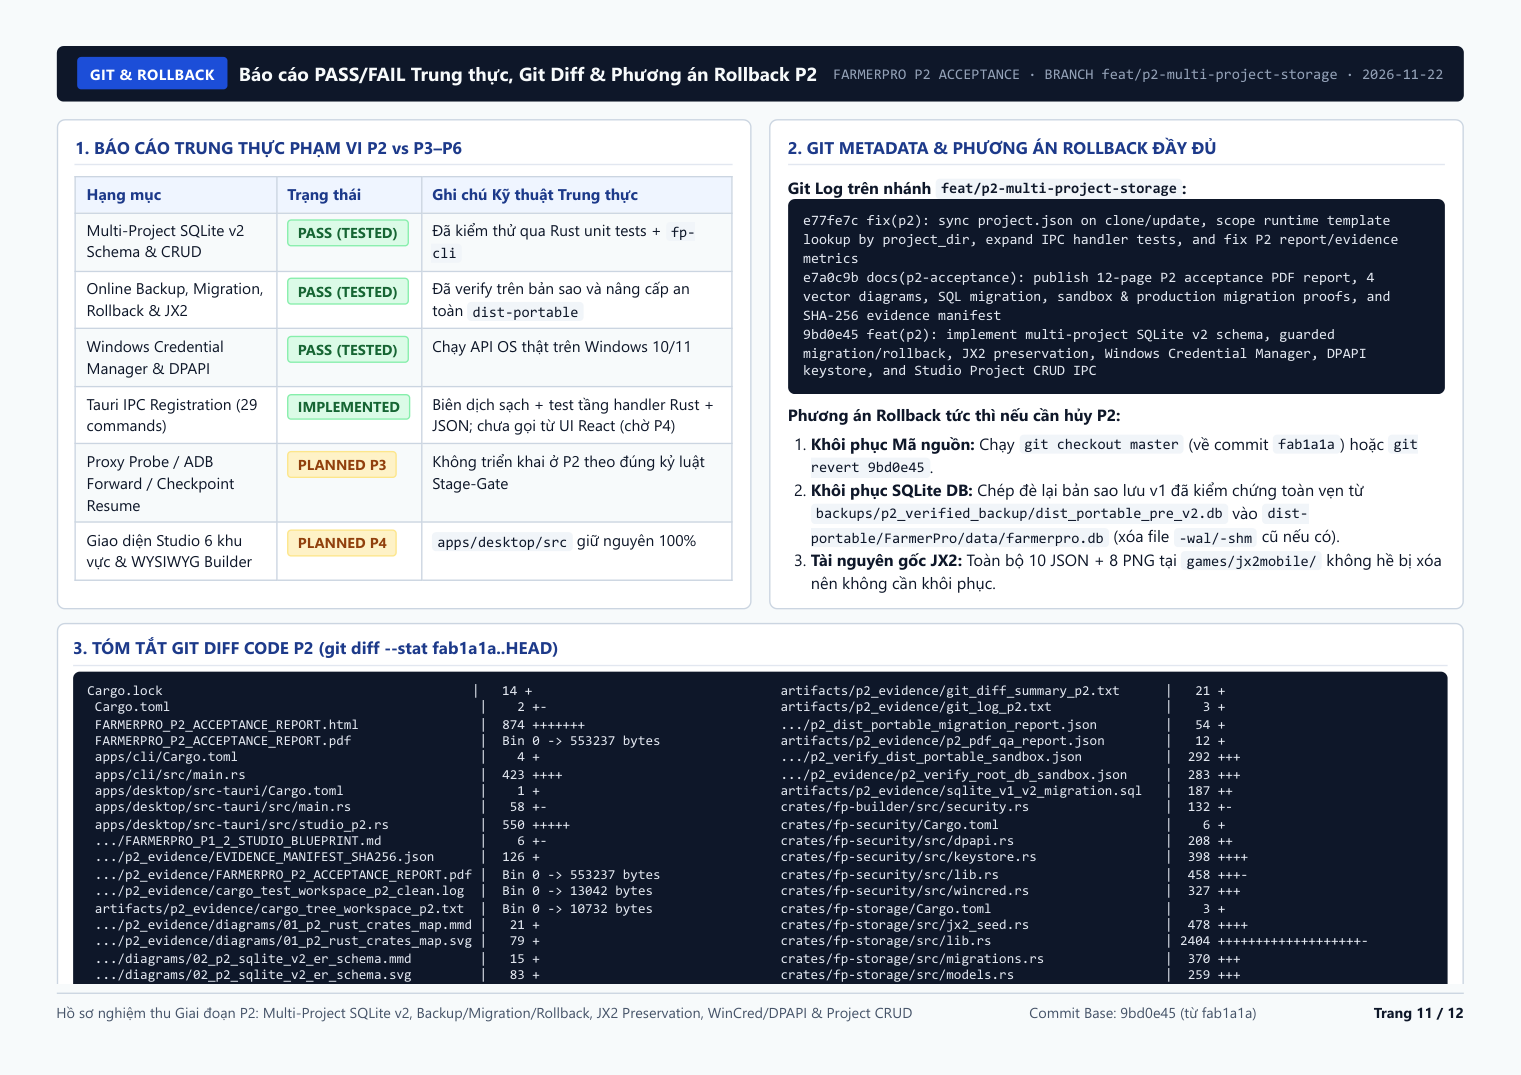 GIT & ROLLBACK Báo cáo PASS/FAIL Trung thực, Git Diff & Phương án Rollback P2 FARMERPRO P2 ACCEPTANCE · BRANCH feat/p2-multi-project-storage · 2026-11-22
1. BÁO CÁO TRUNG THỰC PHẠM VI P2 vs P3–P6
Hạng mục Trạng thái Ghi chú Kỹ thuật Trung thực
Multi-Project SQLite v2 PASS (TESTED) Đã kiểm thử qua Rust unit tests + fp-
Schema & CRUD cli
Online Backup, Migration, PASS (TESTED) Đã verify trên bản sao và nâng cấp an
Rollback & JX2 toàn dist-portable
Windows Credential PASS (TESTED) Chạy API OS thật trên Windows 10/11
Manager & DPAPI
Tauri IPC Registration (29 IMPLEMENTED Biên dịch sạch + test tầng handler Rust +
commands) JSON; chưa gọi từ UI React (chờ P4)
Proxy Probe / ADB PLANNED P3 Không triển khai ở P2 theo đúng kỷ luật
Forward / Checkpoint Stage-Gate
Resume
Giao diện Studio 6 khu PLANNED P4 apps/desktop/src giữ nguyên 100%
vực & WYSIWYG Builder
2. GIT METADATA & PHƯƠNG ÁN ROLLBACK ĐẦY ĐỦ
Git Log trên nhánh feat/p2-multi-project-storage :
e77fe7c fix(p2): sync project.json on clone/update, scope runtime template
lookup by project_dir, expand IPC handler tests, and fix P2 report/evidence
metrics
e7a0c9b docs(p2-acceptance): publish 12-page P2 acceptance PDF report, 4
vector diagrams, SQL migration, sandbox & production migration proofs, and
SHA-256 evidence manifest
9bd0e45 feat(p2): implement multi-project SQLite v2 schema, guarded
migration/rollback, JX2 preservation, Windows Credential Manager, DPAPI
keystore, and Studio Project CRUD IPC
Phương án Rollback tức thì nếu cần hủy P2:
1. Khôi phục Mã nguồn: Chạy git checkout master (về commit fab1a1a ) hoặc git
revert 9bd0e45 .
2. Khôi phục SQLite DB: Chép đè lại bản sao lưu v1 đã kiểm chứng toàn vẹn từ
backups/p2_verified_backup/dist_portable_pre_v2.db vào dist-
portable/FarmerPro/data/farmerpro.db (xóa file -wal/-shm cũ nếu có).
3. Tài nguyên gốc JX2: Toàn bộ 10 JSON + 8 PNG tại games/jx2mobile/ không hề bị xóa
nên không cần khôi phục.
3. TÓM TẮT GIT DIFF CODE P2 (git diff --stat fab1a1a..HEAD)
Cargo.lock | 14 +
Cargo.toml | 2 +-
FARMERPRO_P2_ACCEPTANCE_REPORT.html | 874 +++++++
FARMERPRO_P2_ACCEPTANCE_REPORT.pdf | Bin 0 -> 553237 bytes
apps/cli/Cargo.toml | 4 +
apps/cli/src/main.rs | 423 ++++
apps/desktop/src-tauri/Cargo.toml | 1 +
apps/desktop/src-tauri/src/main.rs | 58 +-
apps/desktop/src-tauri/src/studio_p2.rs | 550 +++++
.../FARMERPRO_P1_2_STUDIO_BLUEPRINT.md | 6 +-
.../p2_evidence/EVIDENCE_MANIFEST_SHA256.json | 126 +
.../p2_evidence/FARMERPRO_P2_ACCEPTANCE_REPORT.pdf | Bin 0 -> 553237 bytes
.../p2_evidence/cargo_test_workspace_p2_clean.log | Bin 0 -> 13042 bytes
artifacts/p2_evidence/cargo_tree_workspace_p2.txt | Bin 0 -> 10732 bytes
.../p2_evidence/diagrams/01_p2_rust_crates_map.mmd | 21 +
.../p2_evidence/diagrams/01_p2_rust_crates_map.svg | 79 +
.../diagrams/02_p2_sqlite_v2_er_schema.mmd | 15 +
.../diagrams/02_p2_sqlite_v2_er_schema.svg | 83 +
artifacts/p2_evidence/git_diff_summary_p2.txt | 21 +
artifacts/p2_evidence/git_log_p2.txt | 3 +
.../p2_dist_portable_migration_report.json | 54 +
artifacts/p2_evidence/p2_pdf_qa_report.json | 12 +
.../p2_verify_dist_portable_sandbox.json | 292 +++
.../p2_evidence/p2_verify_root_db_sandbox.json | 283 +++
artifacts/p2_evidence/sqlite_v1_v2_migration.sql | 187 ++
crates/fp-builder/src/security.rs | 132 +-
crates/fp-security/Cargo.toml | 6 +
crates/fp-security/src/dpapi.rs | 208 ++
crates/fp-security/src/keystore.rs | 398 ++++
crates/fp-security/src/lib.rs | 458 +++-
crates/fp-security/src/wincred.rs | 327 +++
crates/fp-storage/Cargo.toml | 3 +
crates/fp-storage/src/jx2_seed.rs | 478 ++++
crates/fp-storage/src/lib.rs | 2404 +++++++++++++++++++-
crates/fp-storage/src/migrations.rs | 370 +++
crates/fp-storage/src/models.rs | 259 +++
Hồ sơ nghiệm thu Giai đoạn P2: Multi-Project SQLite v2, Backup/Migration/Rollback, JX2 Preservation, WinCred/DPAPI & Project CRUD Commit Base: 9bd0e45 (từ fab1a1a) Trang 11 / 12